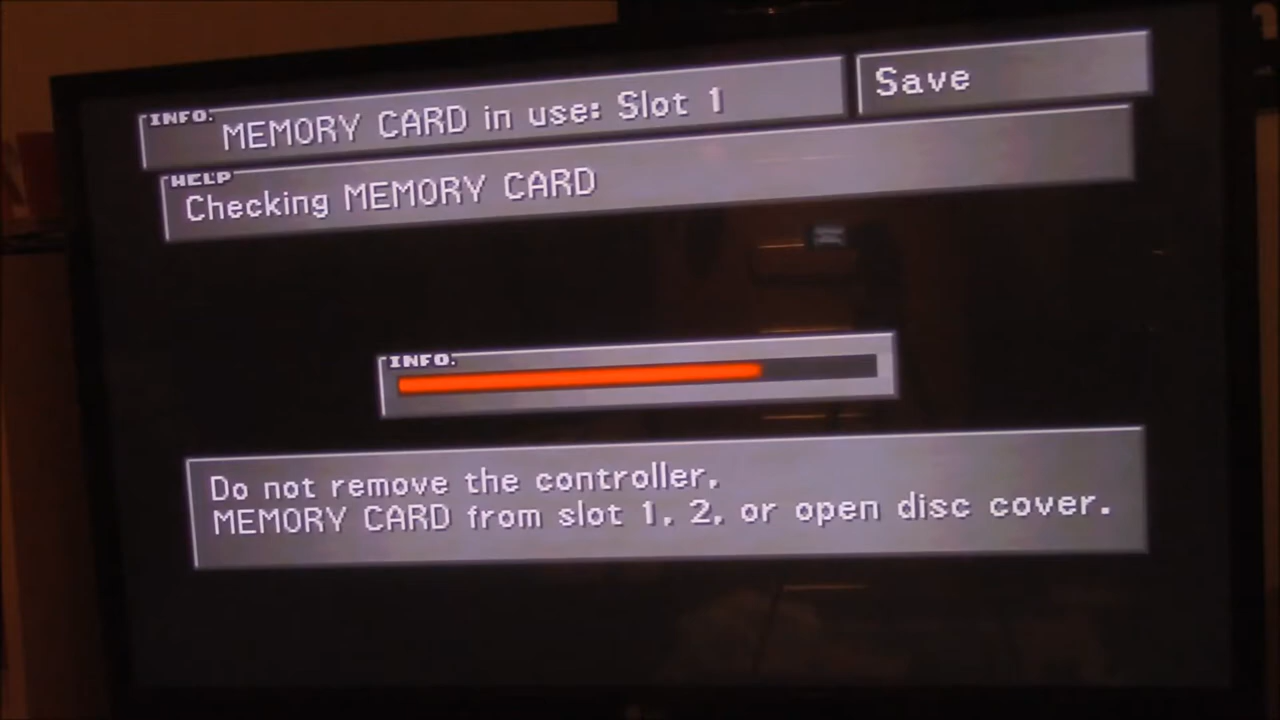 INFO.
MEMORY CARD in use: Slot 1
Save
HELP
Checking MEMORY CARD
INFO.
Do not remove the controller,
MEMORY CARD from slot 1, 2, or open disc cover.